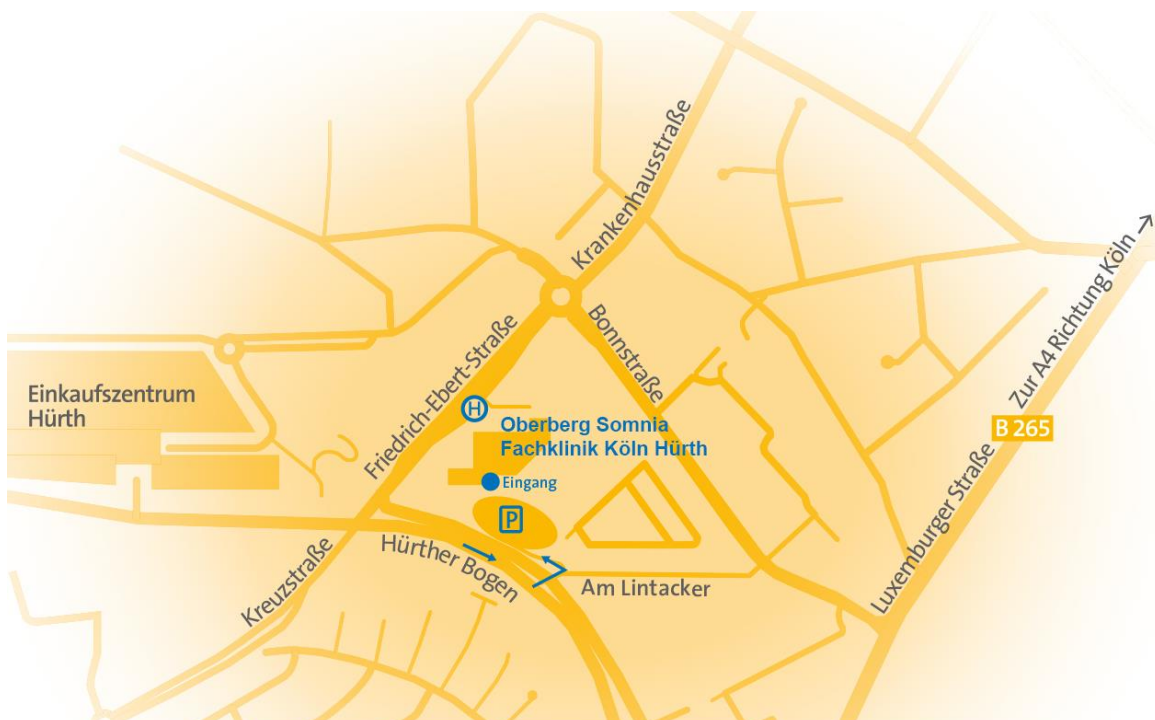 Krankenhausstraße
Zur A4 Richtung Köln
Bonnstraße
Friedrich-Ebert-Straße
Einkaufszentrum
Hürth
H
Oberberg Somnia
Fachklinik Köln Hürth
B 265
Eingang
P
Luxemburger Straße
Hürther Bogen
Kreuzstraße
Am Lintacker